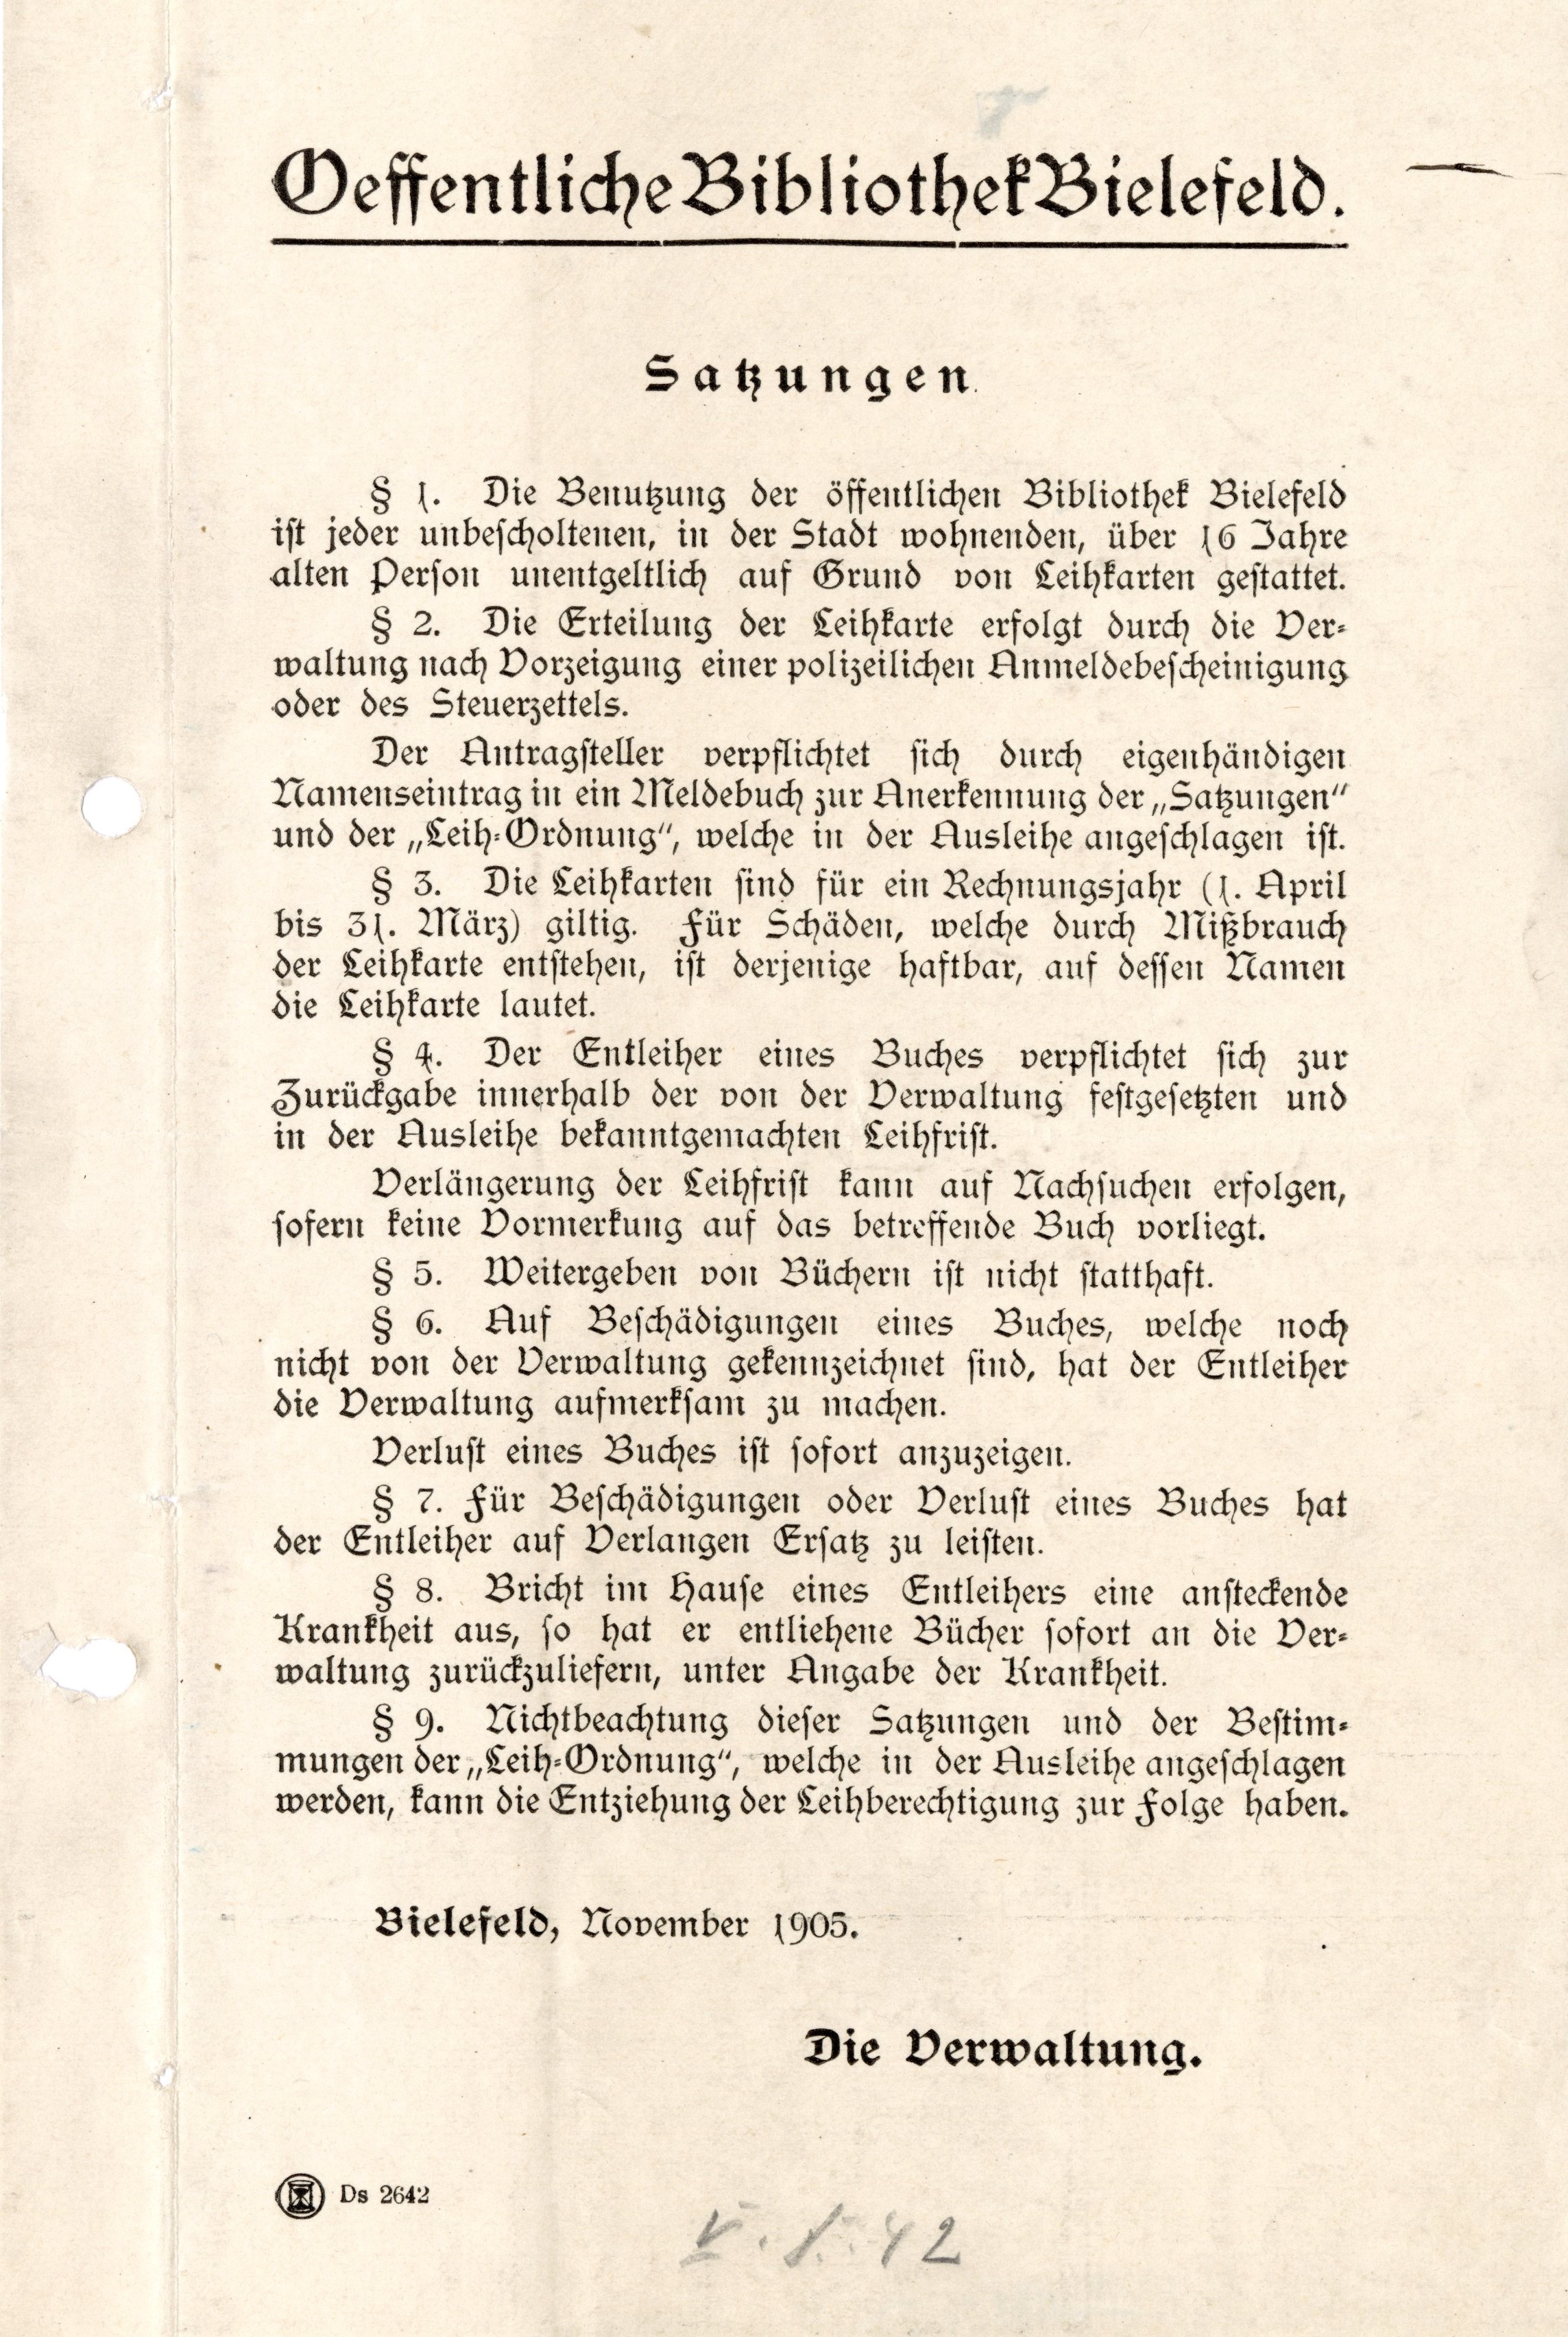 Oeffentliche Bibliothek Bielefeld.
Satzungen.
§ 1. Die Benutzung der öffentlichen Bibliothek Bielefeld
ist jeder unbescholtenen, in der Stadt wohnenden, über 16 Jahre
alten Person unentgeltlich auf Grund von Leihkarten gestattet.
§ 2. Die Erteilung der Leihkarte erfolgt durch die Ver-
waltung nach Vorzeigung einer polizeilichen Anmeldebescheinigung
oder des Steuerzettels.
Der Antragsteller verpflichtet sich durch eigenhändigen
Namenseintrag in ein Meldebuch zur Anerkennung der „Satzungen“
und der „Leih-Ordnung“, welche in der Ausleihe angeschlagen ist.
§ 3. Die Leihkarten sind für ein Rechnungsjahr (1. April
bis 31. März) giltig. Für Schäden, welche durch Mißbrauch
der Leihkarte entstehen, ist derjenige haftbar, auf dessen Namen
die Leihkarte lautet.
§ 4. Der Entleiher eines Buches verpflichtet sich zur
Zurückgabe innerhalb der von der Verwaltung festgesetzten und
in der Ausleihe bekanntgemachten Leihfrist.
Verlängerung der Leihfrist kann auf Nachsuchen erfolgen,
sofern keine Vormerkung auf das betreffende Buch vorliegt.
§ 5. Weitergeben von Büchern ist nicht statthaft.
§ 6. Auf Beschädigungen eines Buches, welche noch
nicht von der Verwaltung gekennzeichnet sind, hat der Entleiher
die Verwaltung aufmerksam zu machen.
Verlust eines Buches ist sofort anzuzeigen.
§ 7. Für Beschädigungen oder Verlust eines Buches hat
der Entleiher auf Verlangen Ersatz zu leisten.
§ 8. Bricht im Hause eines Entleihers eine ansteckende
Krankheit aus, so hat er entliehene Bücher sofort an die Ver-
waltung zurückzuliefern, unter Angabe der Krankheit.
§ 9. Nichtbeachtung dieser Satzungen und der Bestim-
mungen der „Leih-Ordnung“, welche in der Ausleihe angeschlagen
werden, kann die Entziehung der Leihberechtigung zur Folge haben.
Bielefeld, November 1905.
Die Verwaltung.
Ds 2642
42